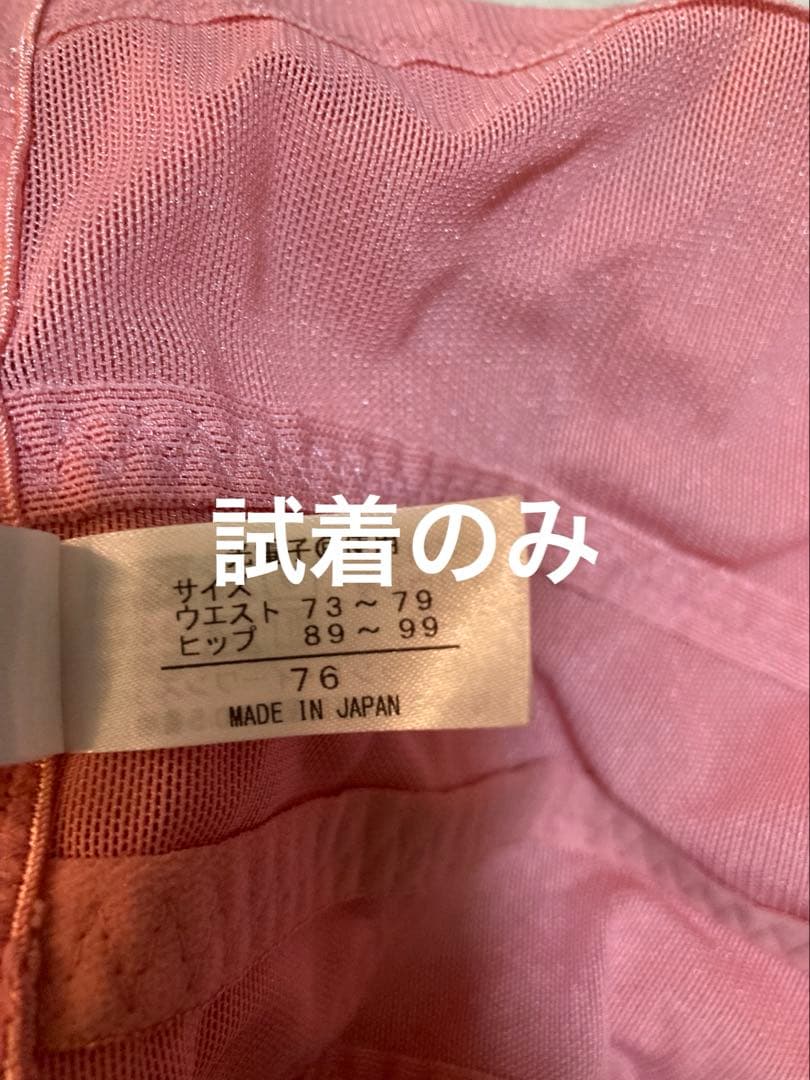 試着のみ
サイズ
ウエスト 73～79
ヒップ 89～99
76
MADE IN JAPAN